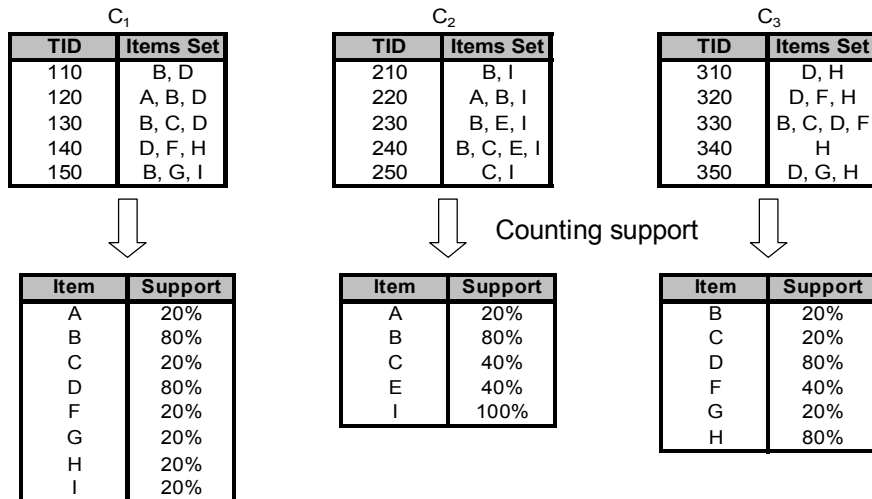 C1 C2 C3
TID Items Set TID Items Set TID Items Set
110 B, D 210 B, I 310 D, H
120 A, B, D 220 A, B, I 320 D, F, H
130 B, C, D 230 B, E, I 330 B, C, D, F
140 D, F, H 240 B, C, E, I 340 H
150 B, G, I 250 C, I 350 D, G, H
Counting support
Item Support Item Support Item Support
A 20% A 20% B 20%
B 80% B 80% C 20%
C 20% C 40% D 80%
D 80% E 40% F 40%
F 20% I 100% G 20%
G 20% H 80%
H 20%
I 20%